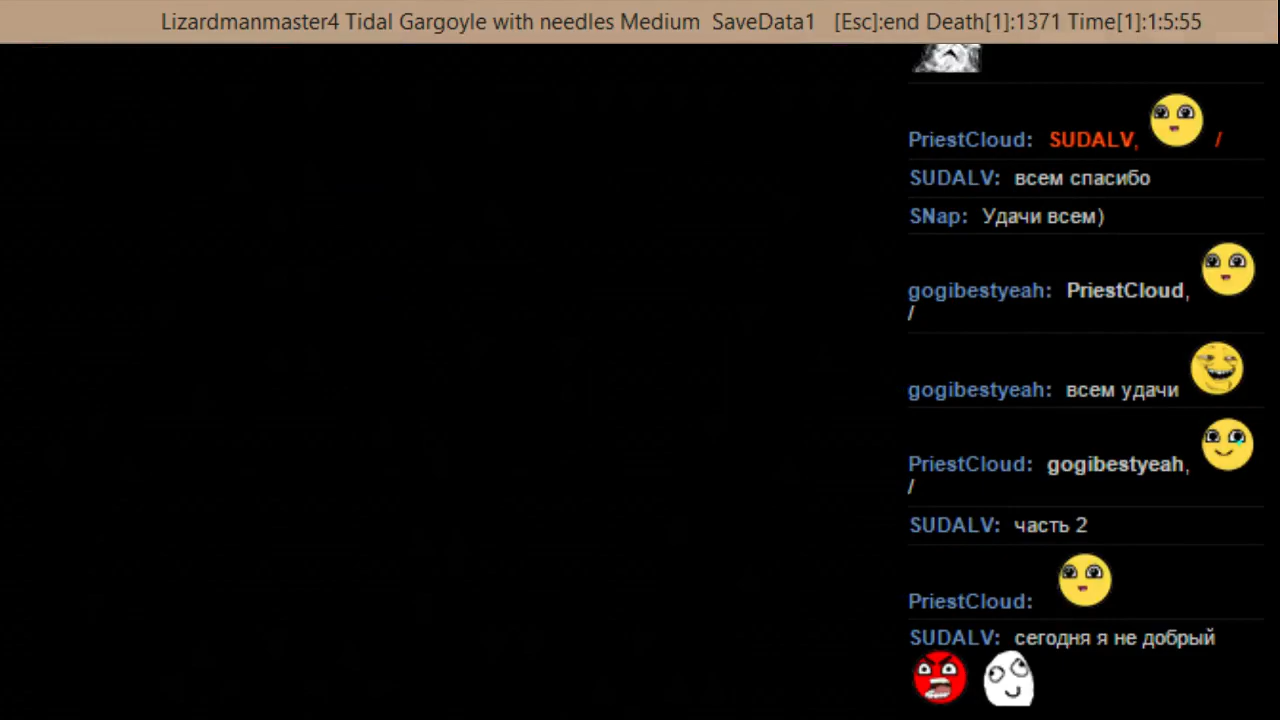 Lizardmanmaster4 Tidal Gargoyle with needles Medium  SaveData1   [Esc]:end Death[1]:1371 Time[1]:1:5:55
PriestCloud: SUDALV, /
SUDALV: всем спасибо
SNap: Удачи всем)
gogibestyeah: PriestCloud,
/
gogibestyeah: всем удачи
PriestCloud: gogibestyeah,
/
SUDALV: часть 2
PriestCloud:
SUDALV: сегодня я не добрый